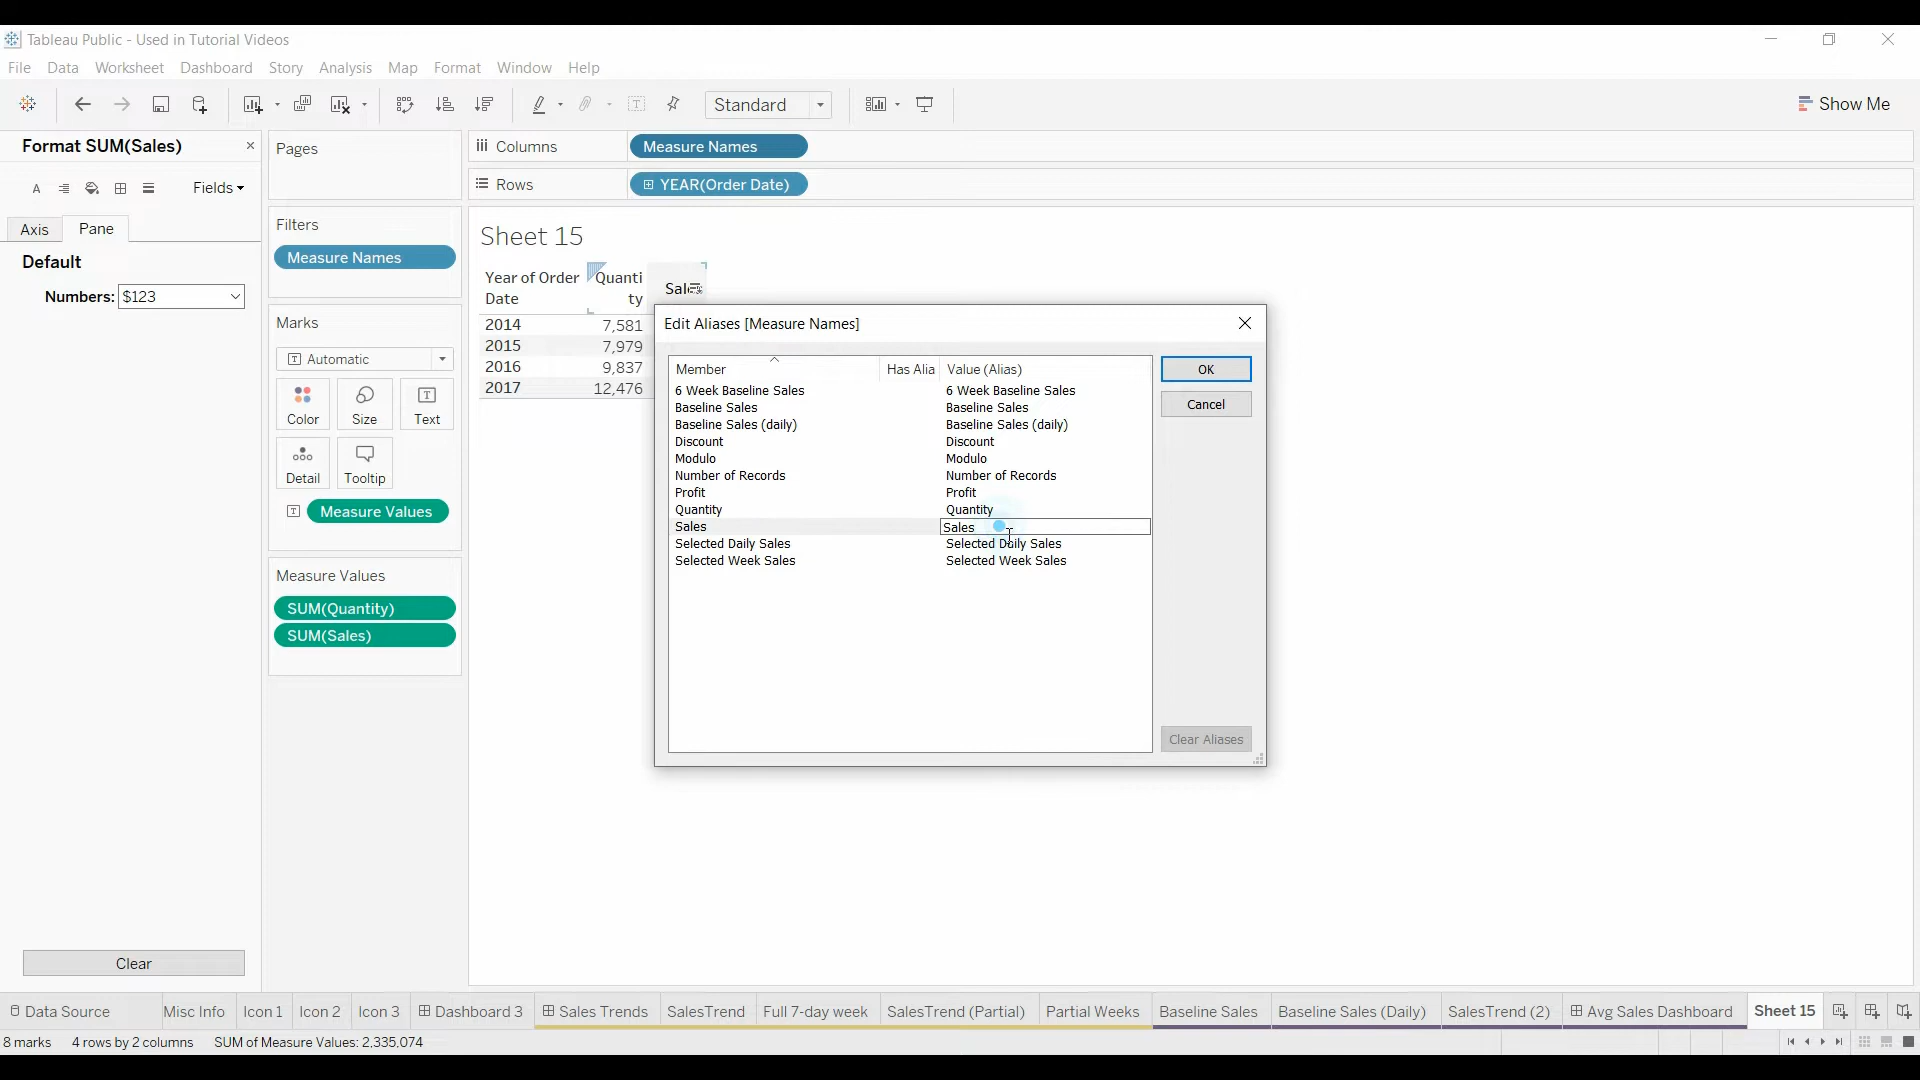 Tableau Public - Used in Tutorial Videos
File Data Worksheet Dashboard Story Analysis Map Format Window Help
Standard
Show Me
Format SUM(Sales)
Fields
Axis Pane
Default
Numbers: $123
Clear
Pages
Filters
Measure Names
Marks
Automatic
Color Size Text
Detail Tooltip
Measure Values
Measure Values
SUM(Quantity)
SUM(Sales)
Columns Measure Names
Rows YEAR(Order Date)
Sheet 15
Year of Order Quanti
Date ty
2014 7,581
2015 7,979
2016 9,837
2017 12,476
Edit Aliases [Measure Names]
Member Has Alia Value (Alias)
6 Week Baseline Sales 6 Week Baseline Sales
Baseline Sales Baseline Sales
Baseline Sales (daily) Baseline Sales (daily)
Discount Discount
Modulo Modulo
Number of Records Number of Records
Profit Profit
Quantity Quantity
Sales Sales
Selected Daily Sales Selected Daily Sales
Selected Week Sales Selected Week Sales
OK
Cancel
Clear Aliases
Data Source Misc Info Icon 1 Icon 2 Icon 3 Dashboard 3 Sales Trends SalesTrend Full 7-day week SalesTrend (Partial) Partial Weeks Baseline Sales Baseline Sales (Daily) SalesTrend (2) Avg Sales Dashboard Sheet 15
8 marks 4 rows by 2 columns SUM of Measure Values: 2,335,074